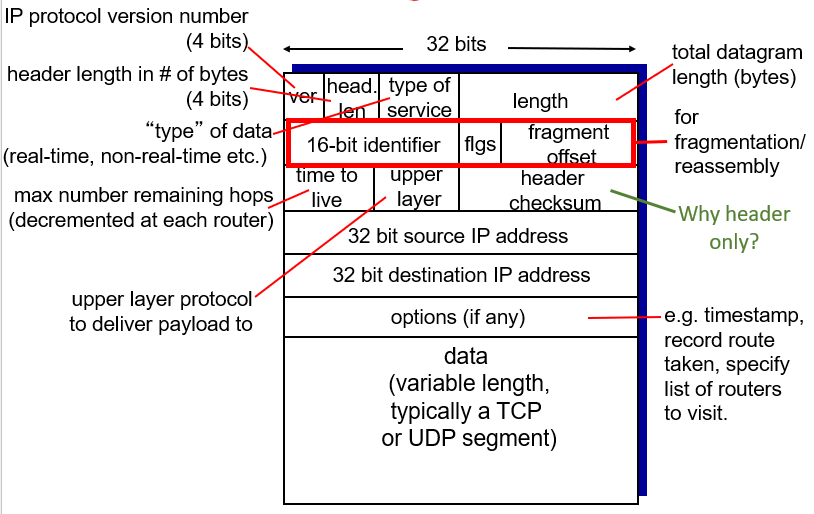 IP protocol version number
(4 bits)
header length in # of bytes
(4 bits)
“type” of data
(real-time, non-real-time etc.)
max number remaining hops
(decremented at each router)
upper layer protocol
to deliver payload to
32 bits
ver
head.
len
type of
service
length
16-bit identifier
flgs
fragment
offset
time to
live
upper
layer
header
checksum
32 bit source IP address
32 bit destination IP address
options (if any)
data
(variable length,
typically a TCP
or UDP segment)
total datagram
length (bytes)
for
fragmentation/
reassembly
Why header
only?
e.g. timestamp,
record route
taken, specify
list of routers
to visit.